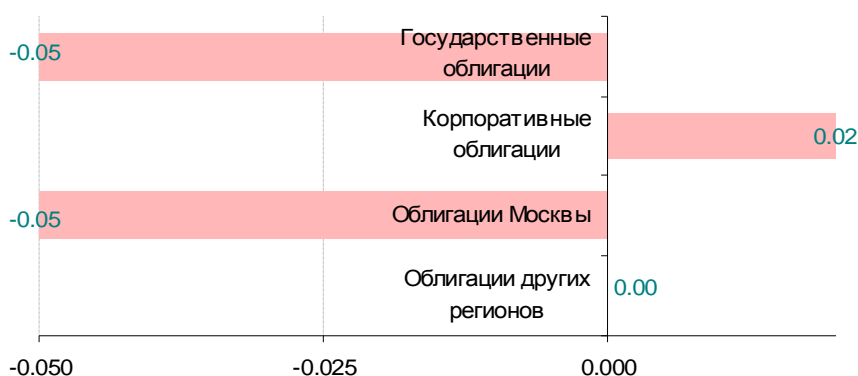 Государственные
облигации
-0.05
Корпоративные
облигации
0.02
Облигации Москвы
-0.05
Облигации других
регионов
0.00
-0.050
-0.025
0.000